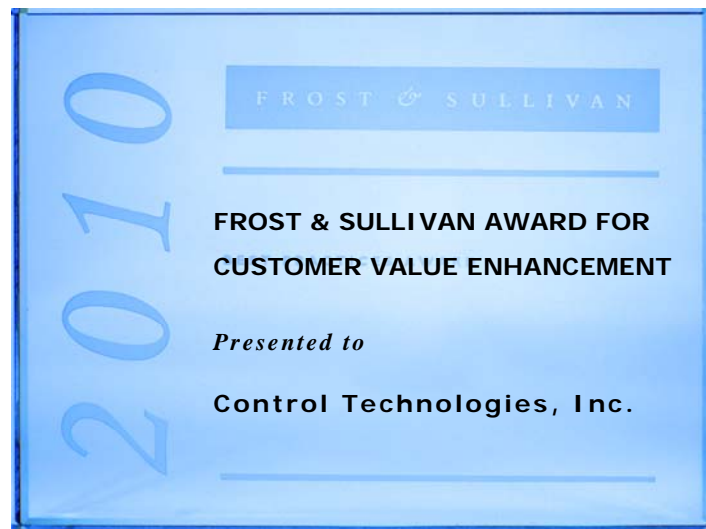 2010
FROST & SULLIVAN
FROST & SULLIVAN AWARD FOR
CUSTOMER VALUE ENHANCEMENT
Presented to
Control Technologies, Inc.